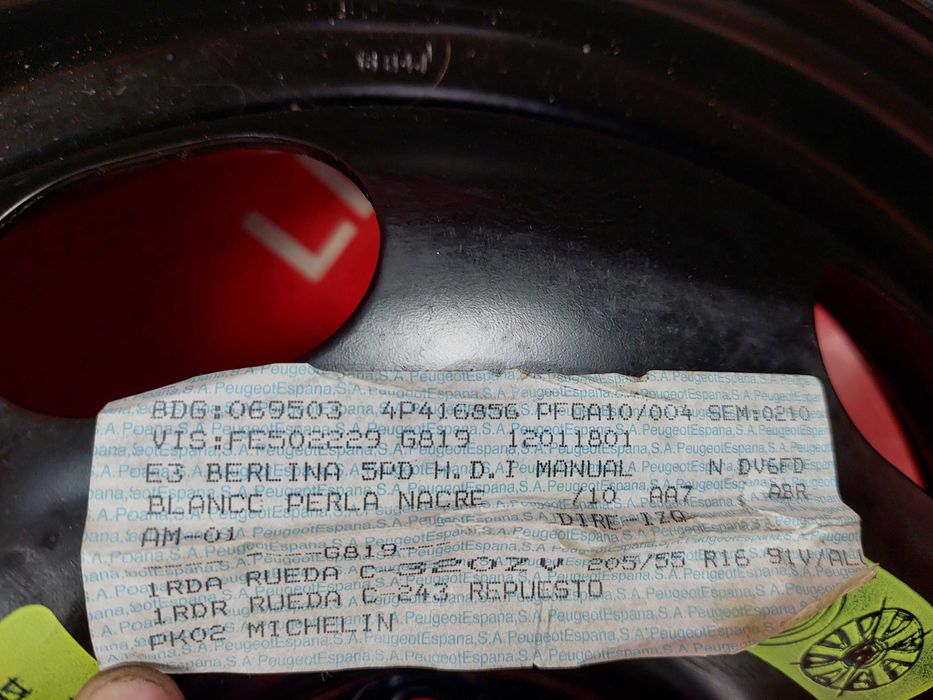 BDG:069503 4P416856 PFCA10/004 SEM:0210
VIS:FE502229 G819 12011801
E3 BERLINA 5PD H.D.I MANUAL N DV6FD
BLANCC PERLA NACRE /10 AA7 ABR
DIRE-IZQ
AM-01
G819
1RDA RUEDA C-320ZV 205/55 R16 91V/ALU
1RDR RUEDA C-243 REPUESTO
PK02 MICHELIN